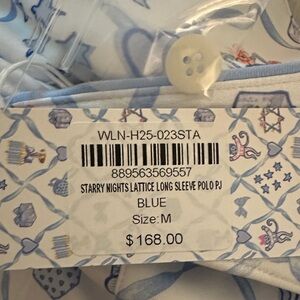 WLN-H25-023STA
889563569557
STARRY NIGHTS LATTICE LONG SLEEVE POLO PJ
BLUE
Size: M
$168.00